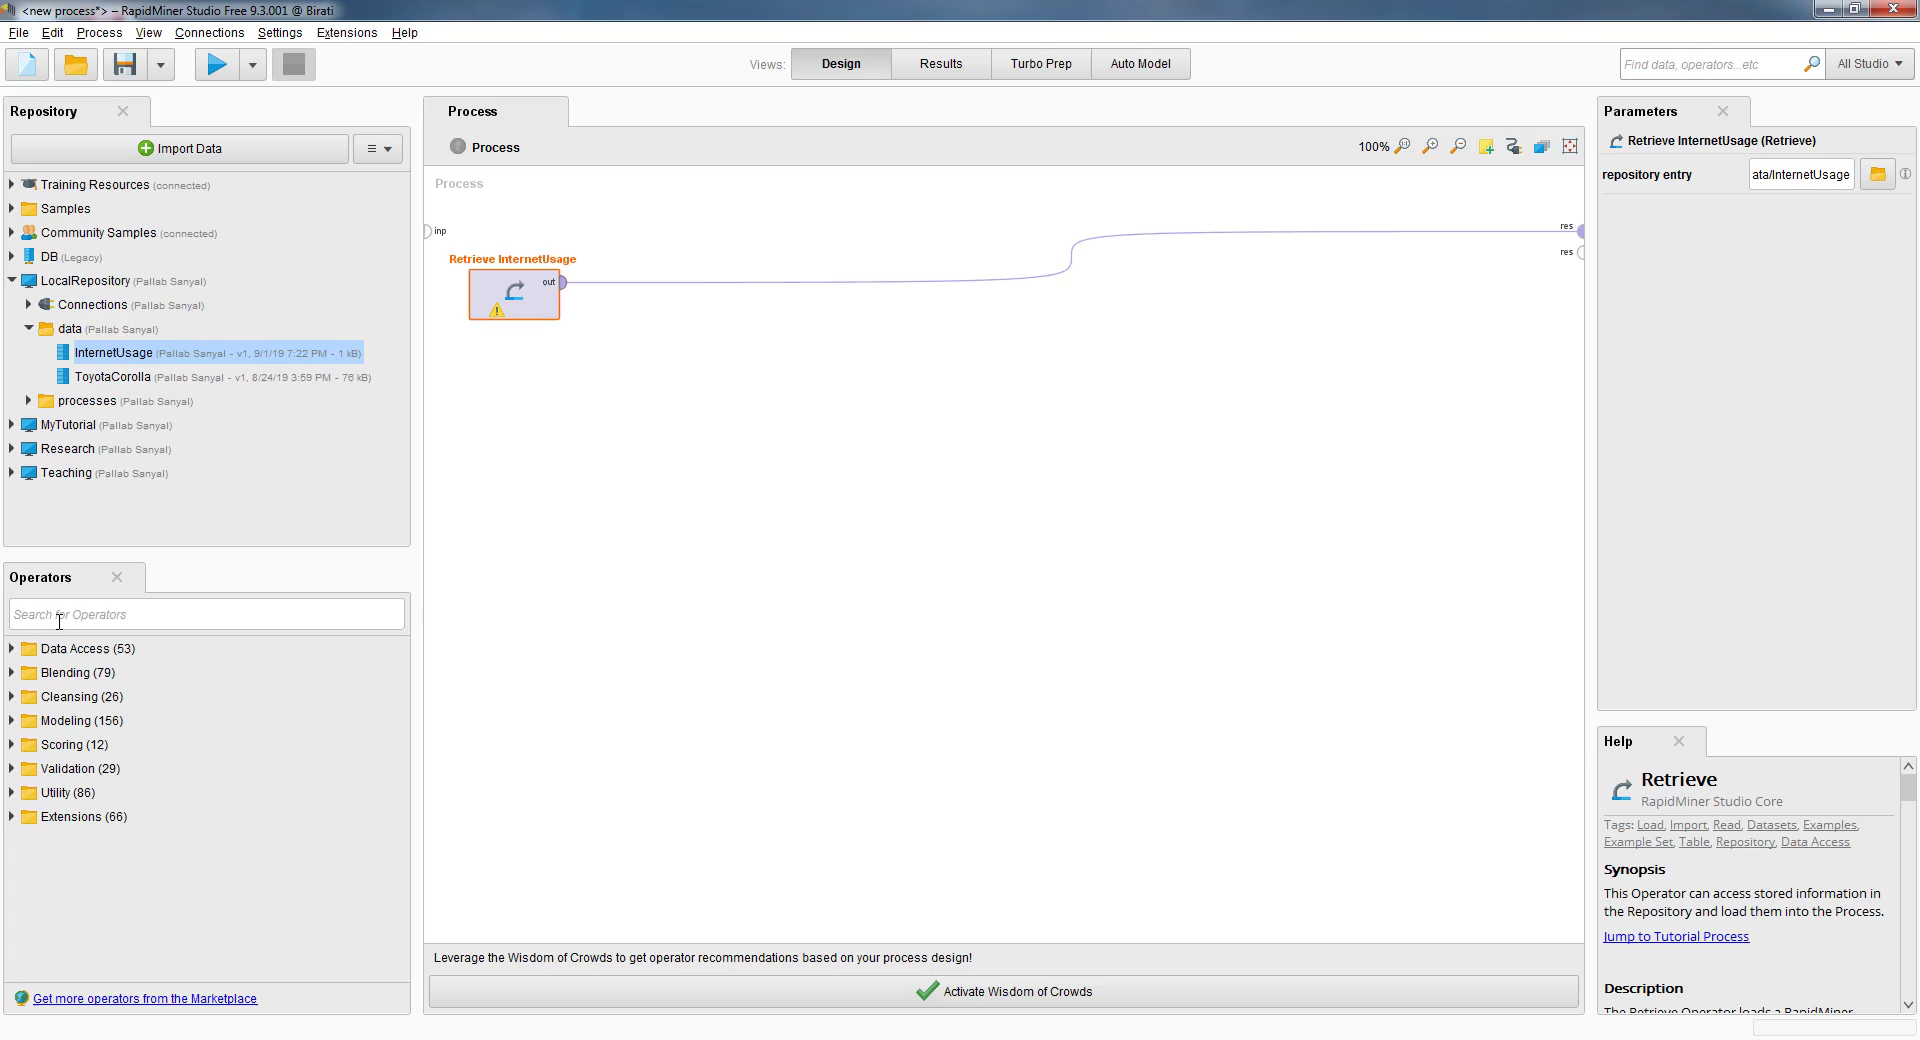 <new process*> – RapidMiner Studio Free 9.3.001 @ Birati
File Edit Process View Connections Settings Extensions Help
Views: Design Results Turbo Prep Auto Model
Find data, operators...etc All Studio
Repository
Import Data
Training Resources (connected)
Samples
Community Samples (connected)
DB (Legacy)
LocalRepository (Pallab Sanyal)
Connections (Pallab Sanyal)
data (Pallab Sanyal)
InternetUsage (Pallab Sanyal - v1, 9/1/19 7:22 PM - 1 kB)
ToyotaCorolla (Pallab Sanyal - v1, 8/24/19 3:59 PM - 76 kB)
processes (Pallab Sanyal)
MyTutorial (Pallab Sanyal)
Research (Pallab Sanyal)
Teaching (Pallab Sanyal)
Operators
Search for Operators
Data Access (53)
Blending (79)
Cleansing (26)
Modeling (156)
Scoring (12)
Validation (29)
Utility (86)
Extensions (66)
Get more operators from the Marketplace
Process
Process
100%
Process
inp
res
res
Retrieve InternetUsage
out
Leverage the Wisdom of Crowds to get operator recommendations based on your process design!
Activate Wisdom of Crowds
Parameters
Retrieve InternetUsage (Retrieve)
repository entry ata/InternetUsage
Help
Retrieve
RapidMiner Studio Core
Tags: Load, Import, Read, Datasets, Examples,
Example Set, Table, Repository, Data Access
Synopsis
This Operator can access stored information in
the Repository and load them into the Process.
Jump to Tutorial Process
Description
The Retrieve Operator loads a RapidMiner